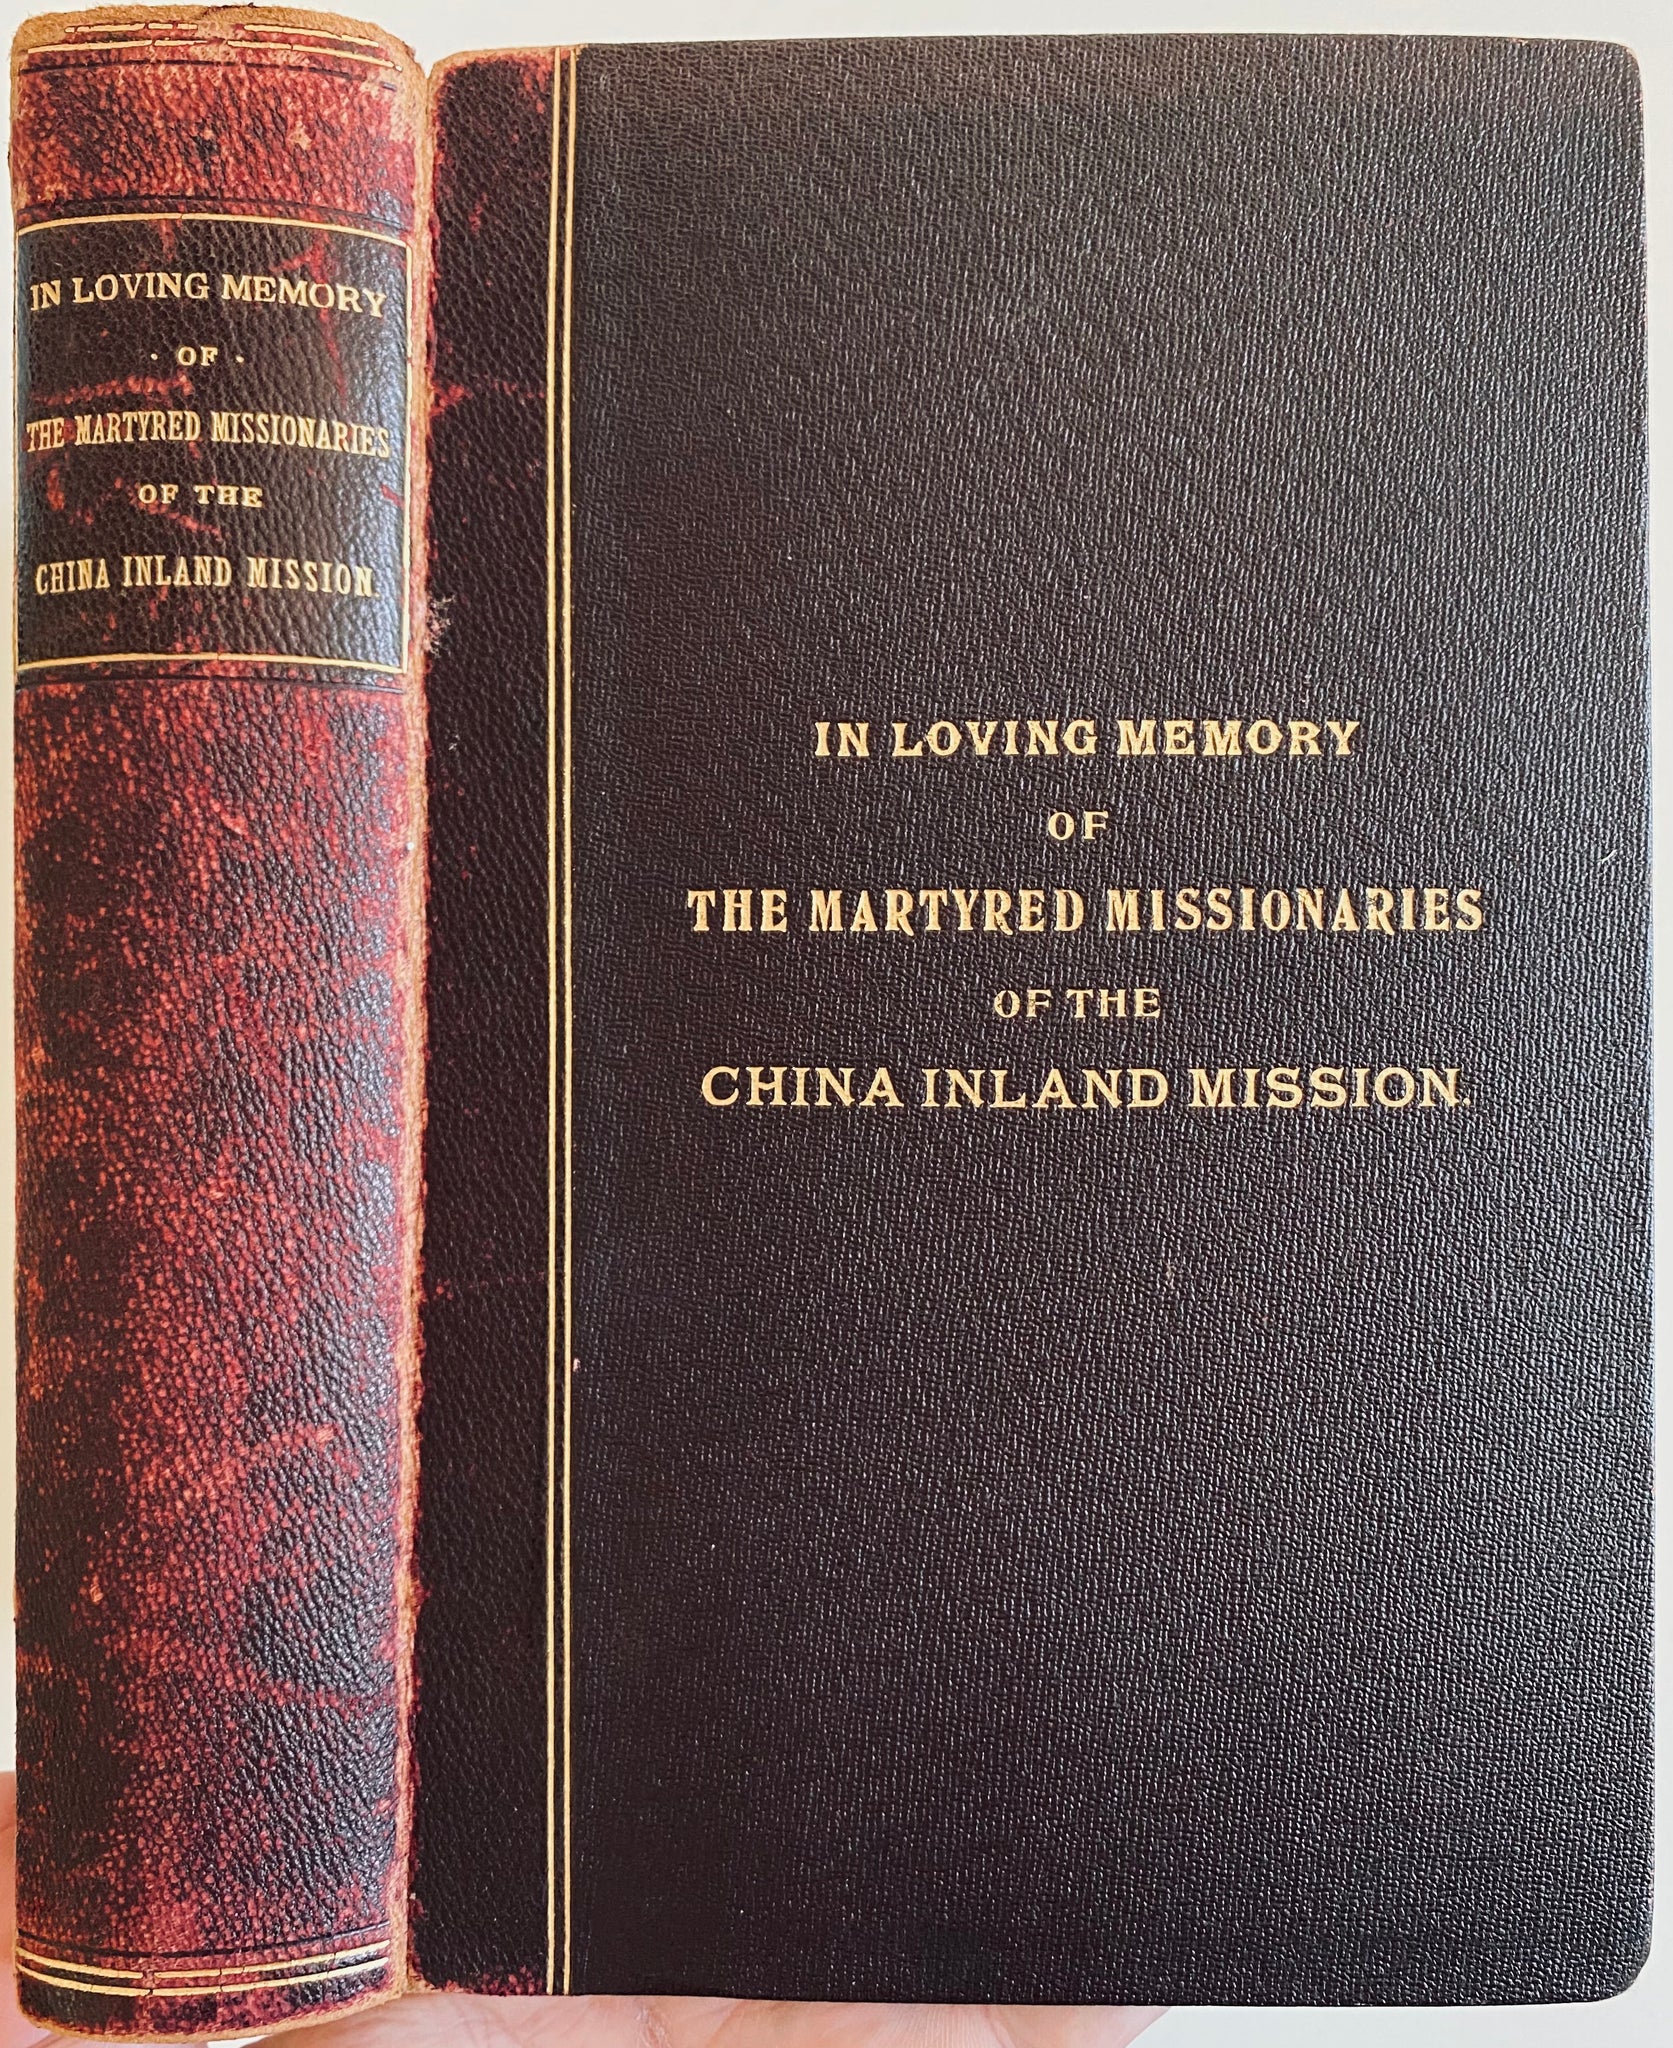 IN LOVING MEMORY
· OF ·
THE MARTYRED MISSIONARIES
OF THE
CHINA INLAND MISSION.
IN LOVING MEMORY
OF
THE MARTYRED MISSIONARIES
OF THE
CHINA INLAND MISSION.